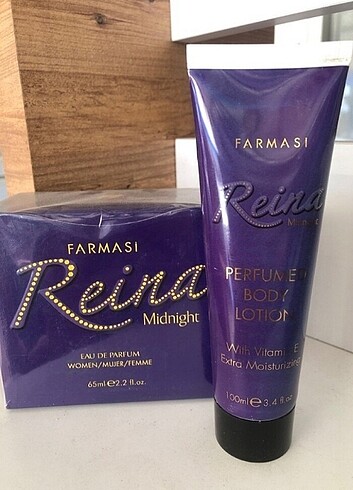 FARMASI
Reina
Midnight
EAU DE PARFUM
WOMEN/MUJER/FEMME
65ml e 2.2 fl.oz.
FARMASI
Reina
Midnight
PERFUMED
BODY
LOTION
With Vitamin E
Extra Moisturizing
100ml e 3.4 fl.oz